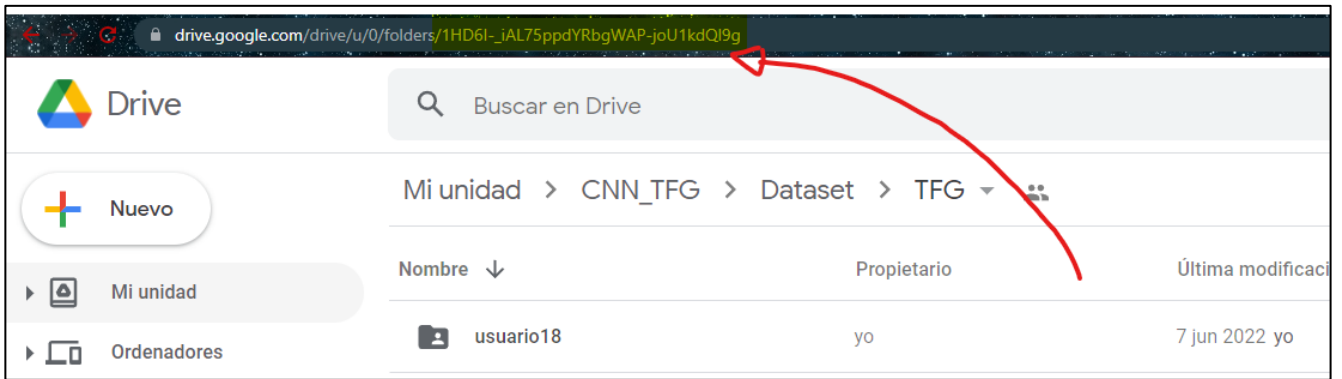 drive.google.com/drive/u/0/folders/1HD6I-_iAL75ppdYRbgWAP-joU1kdQI9g
Drive
Buscar en Drive
Mi unidad > CNN_TFG > Dataset > TFG
Nuevo
Nombre Propietario Última modificaci
Mi unidad
usuario18 yo 7 jun 2022 yo
Ordenadores